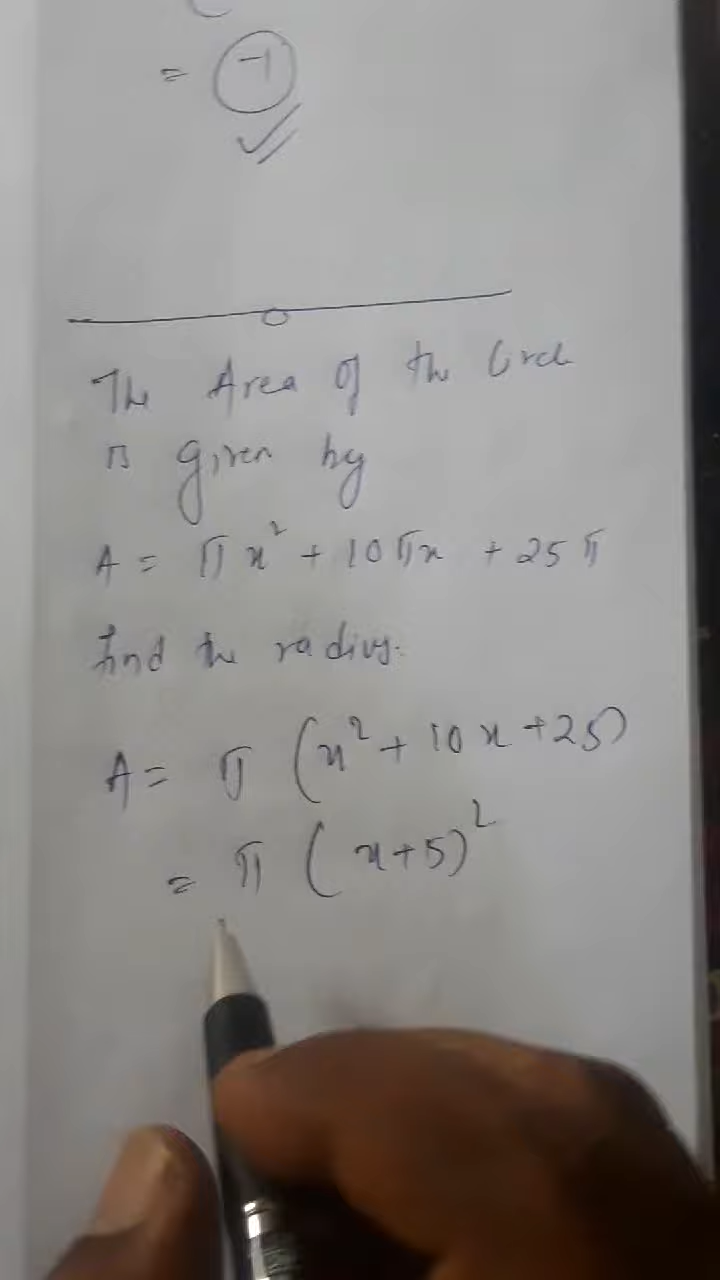 = -1
The Area of the Circle
is given by
A = πx² + 10πx + 25π
find the radius.
A = π (x² + 10x + 25)
= π (x+5)²